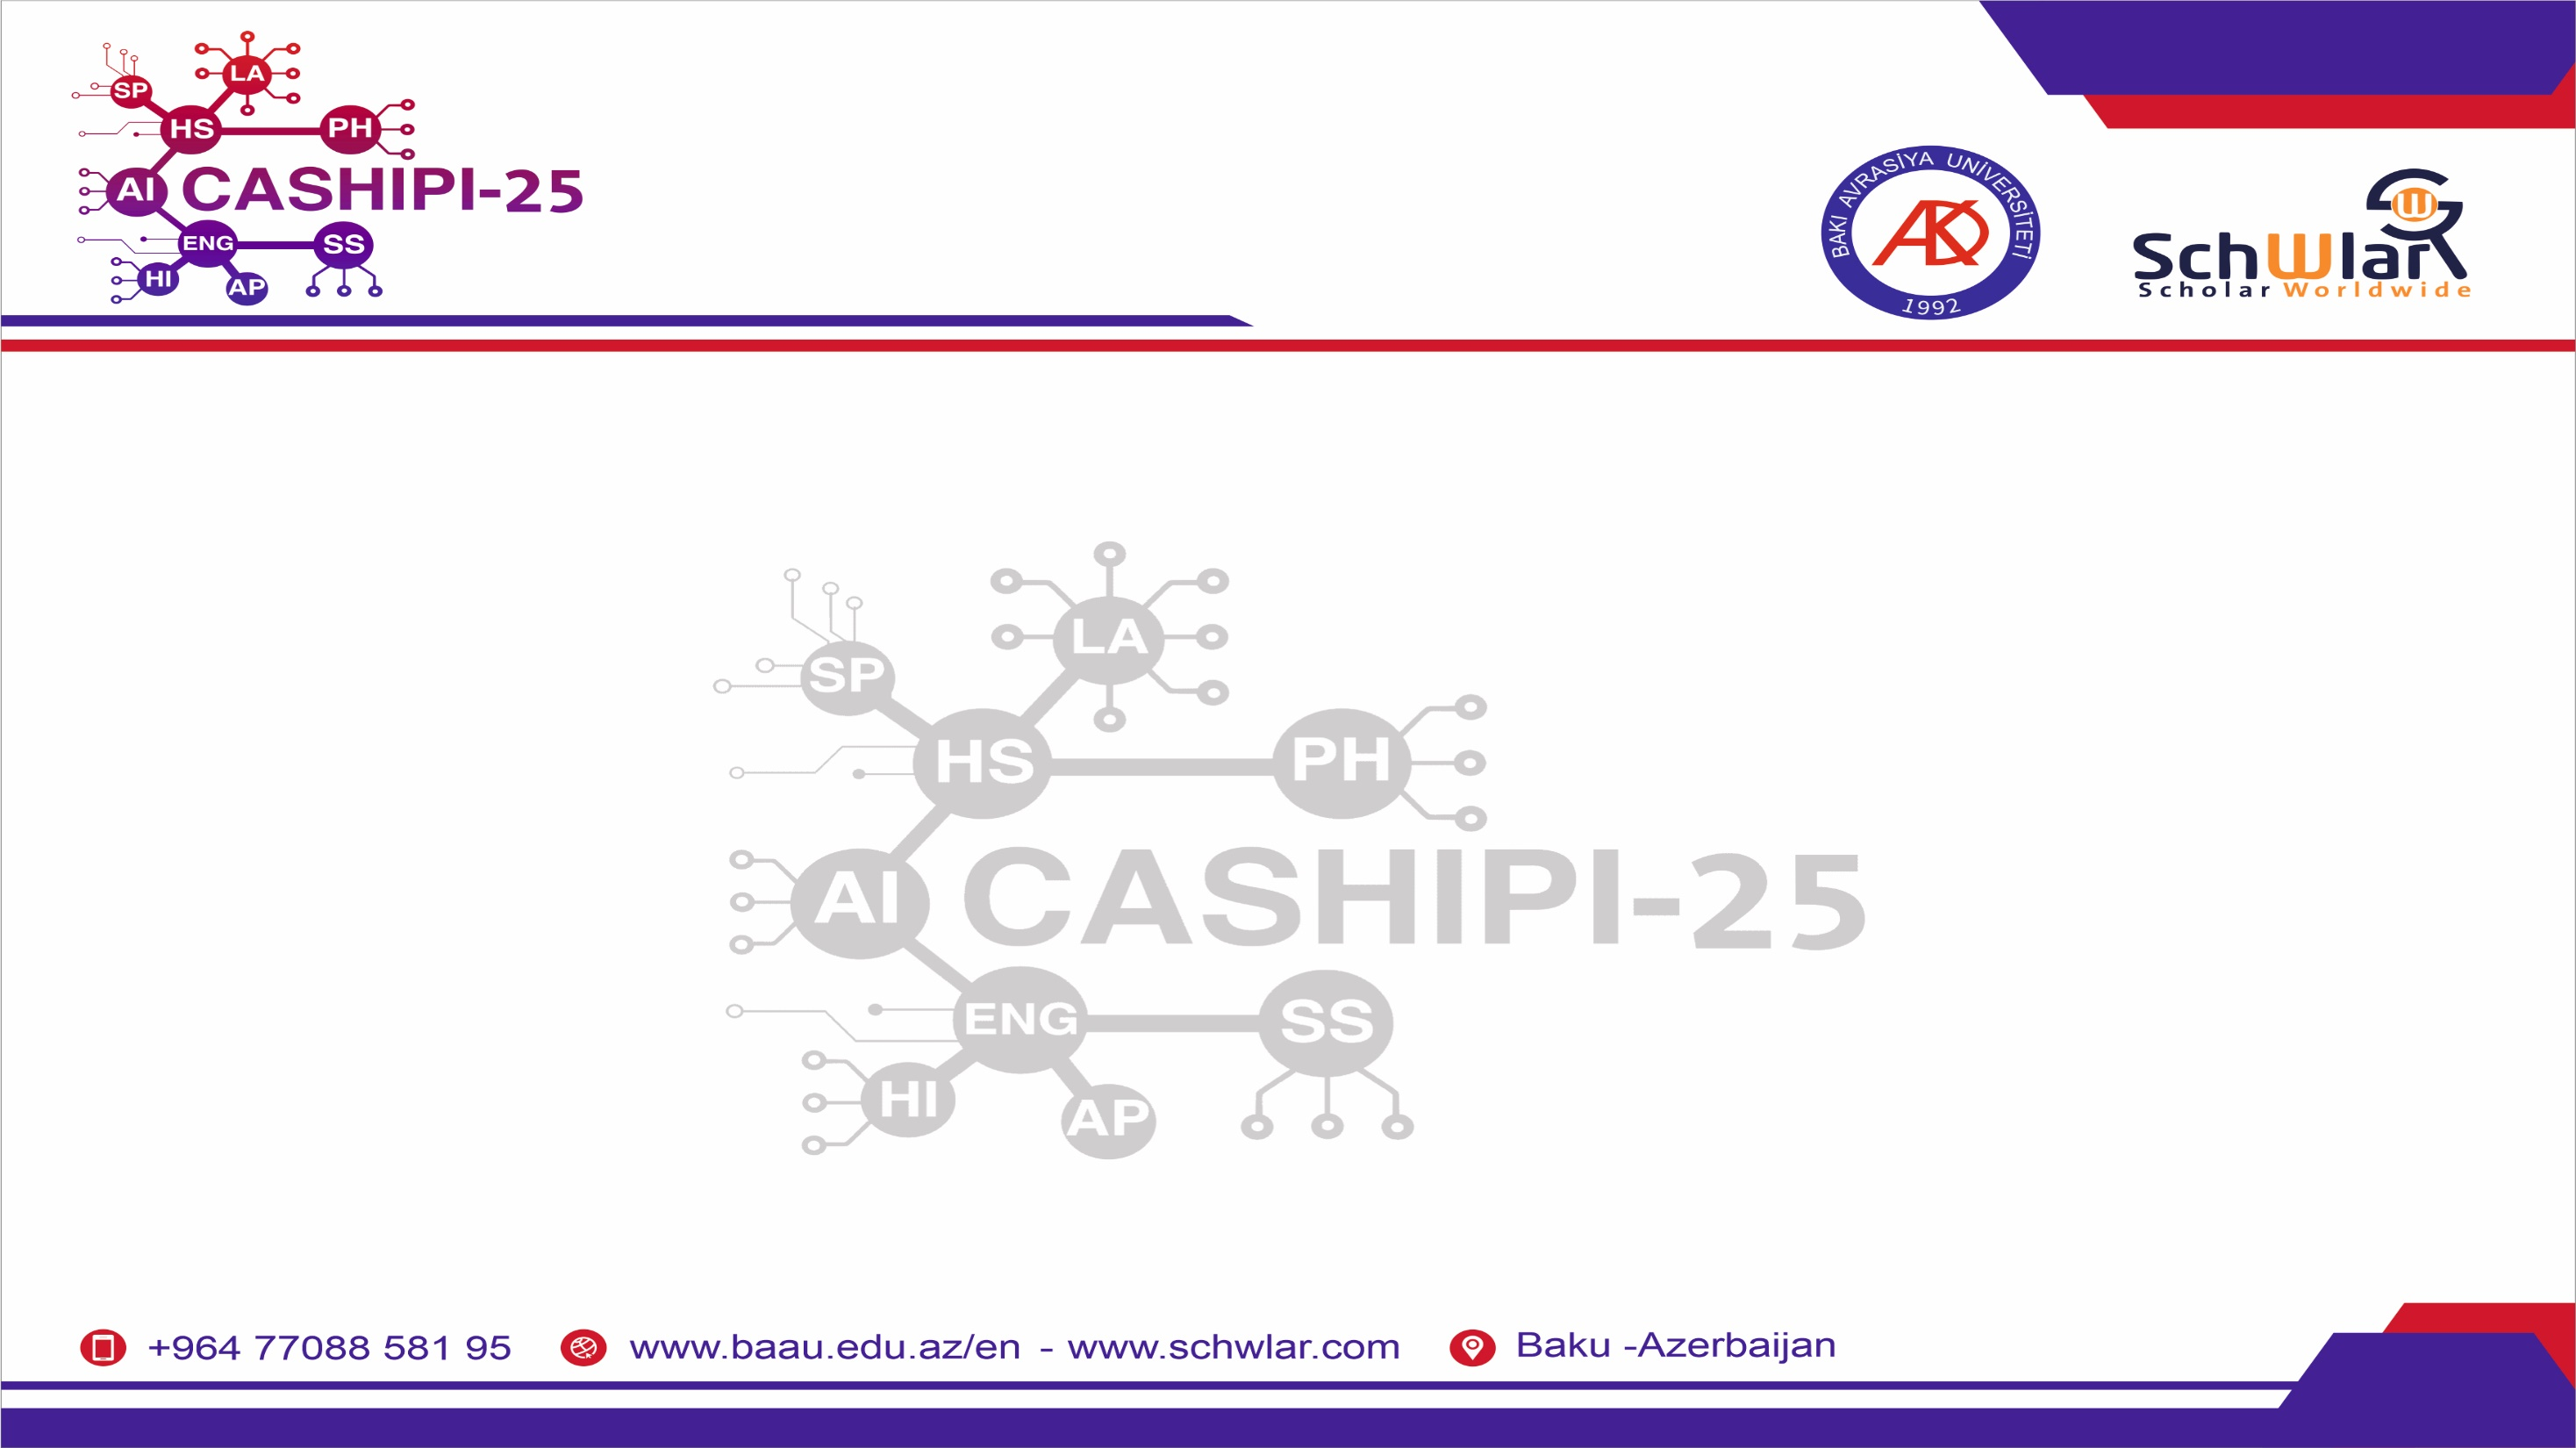 LA
SP
HS
PH
AI
CASHIPI-25
ENG
SS
HI
AP
BAKI AVRASİYA UNİVERSİTETİ
1992
SchWlar
Scholar Worldwide
LA
SP
HS
PH
AI
CASHIPI-25
ENG
SS
HI
AP
+964 77088 581 95
www.baau.edu.az/en - www.schwlar.com
Baku -Azerbaijan